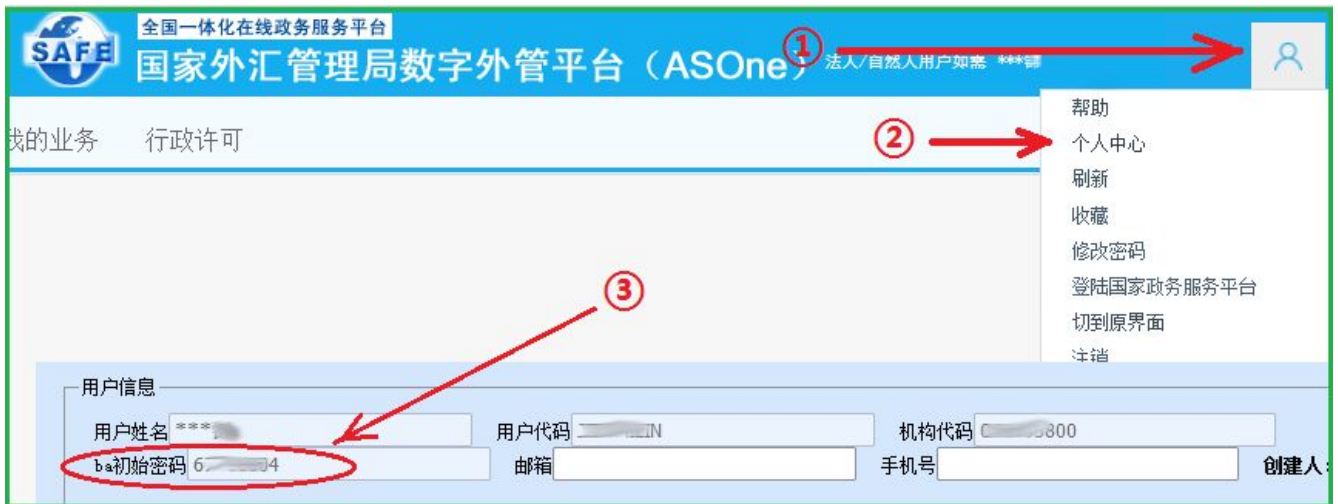 SAFE
全国一体化在线政务服务平台
国家外汇管理局数字外管平台（ASOne）
法人/自然人用户如需 ***
①
我的业务 行政许可
帮助
②
个人中心
刷新
收藏
修改密码
登陆国家政务服务平台
切到原界面
注销
③
用户信息
用户姓名 ***
用户代码
机构代码
ba初始密码
邮箱
手机号
创建人: